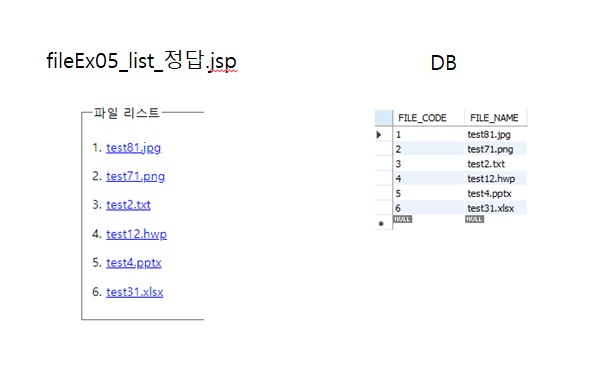 fileEx05_list_정답.jsp
파일 리스트
1. test81.jpg
2. test71.png
3. test2.txt
4. test12.hwp
5. test4.pptx
6. test31.xlsx
DB
FILE_CODE FILE_NAME
1 test81.jpg
2 test71.png
3 test2.txt
4 test12.hwp
5 test4.pptx
6 test31.xlsx
NULL NULL